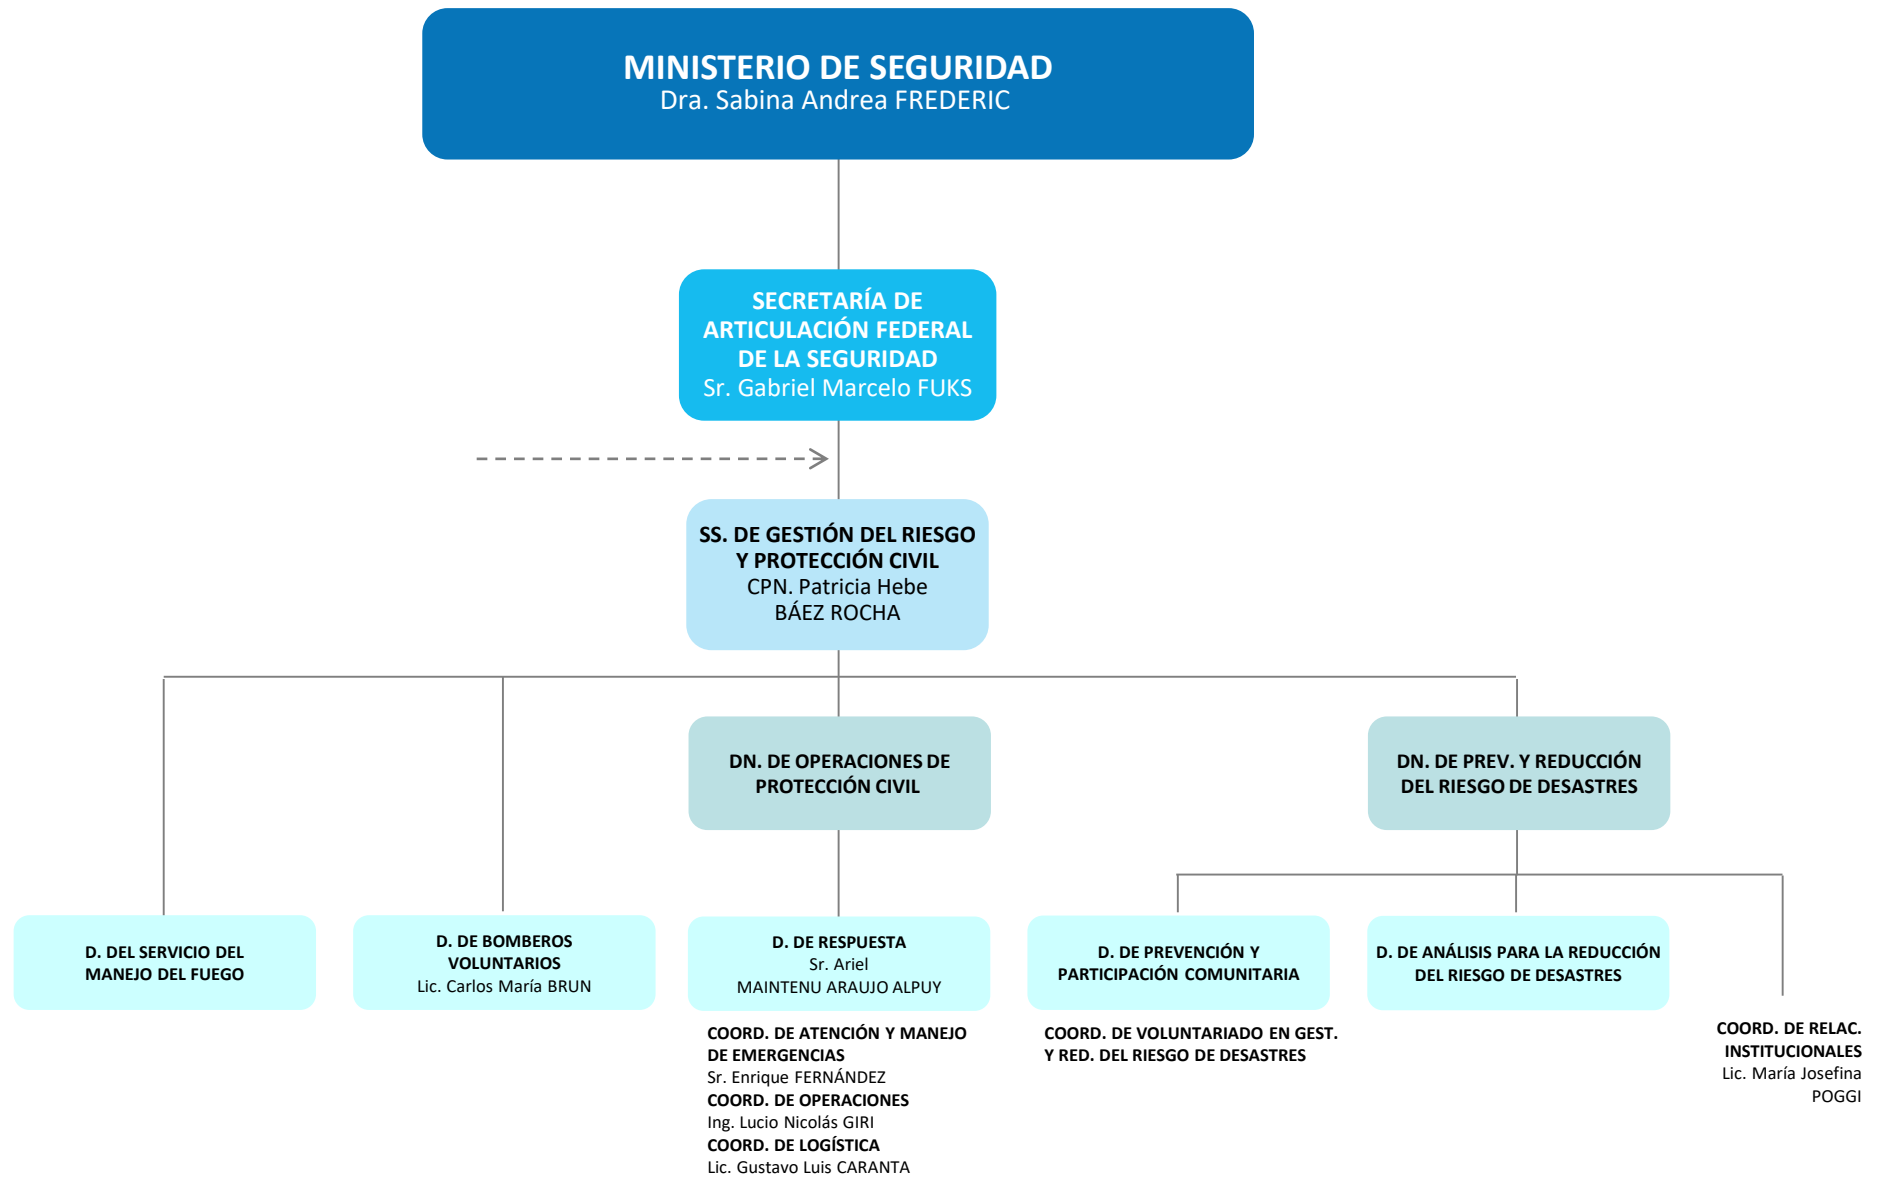 MINISTERIO DE SEGURIDAD
Dra. Sabina Andrea FREDERIC
SECRETARÍA DE
ARTICULACIÓN FEDERAL
DE LA SEGURIDAD
Sr. Gabriel Marcelo FUKS
SS. DE GESTIÓN DEL RIESGO
Y PROTECCIÓN CIVIL
CPN. Patricia Hebe
BÁEZ ROCHA
DN. DE OPERACIONES DE
PROTECCIÓN CIVIL
DN. DE PREV. Y REDUCCIÓN
DEL RIESGO DE DESASTRES
D. DEL SERVICIO DEL
MANEJO DEL FUEGO
D. DE BOMBEROS
VOLUNTARIOS
Lic. Carlos María BRUN
D. DE RESPUESTA
Sr. Ariel
MAINTENU ARAUJO ALPUY
D. DE PREVENCIÓN Y
PARTICIPACIÓN COMUNITARIA
D. DE ANÁLISIS PARA LA REDUCCIÓN
DEL RIESGO DE DESASTRES
COORD. DE ATENCIÓN Y MANEJO
DE EMERGENCIAS
Sr. Enrique FERNÁNDEZ
COORD. DE OPERACIONES
Ing. Lucio Nicolás GIRI
COORD. DE LOGÍSTICA
Lic. Gustavo Luis CARANTA
COORD. DE VOLUNTARIADO EN GEST.
Y RED. DEL RIESGO DE DESASTRES
COORD. DE RELAC.
INSTITUCIONALES
Lic. María Josefina
POGGI